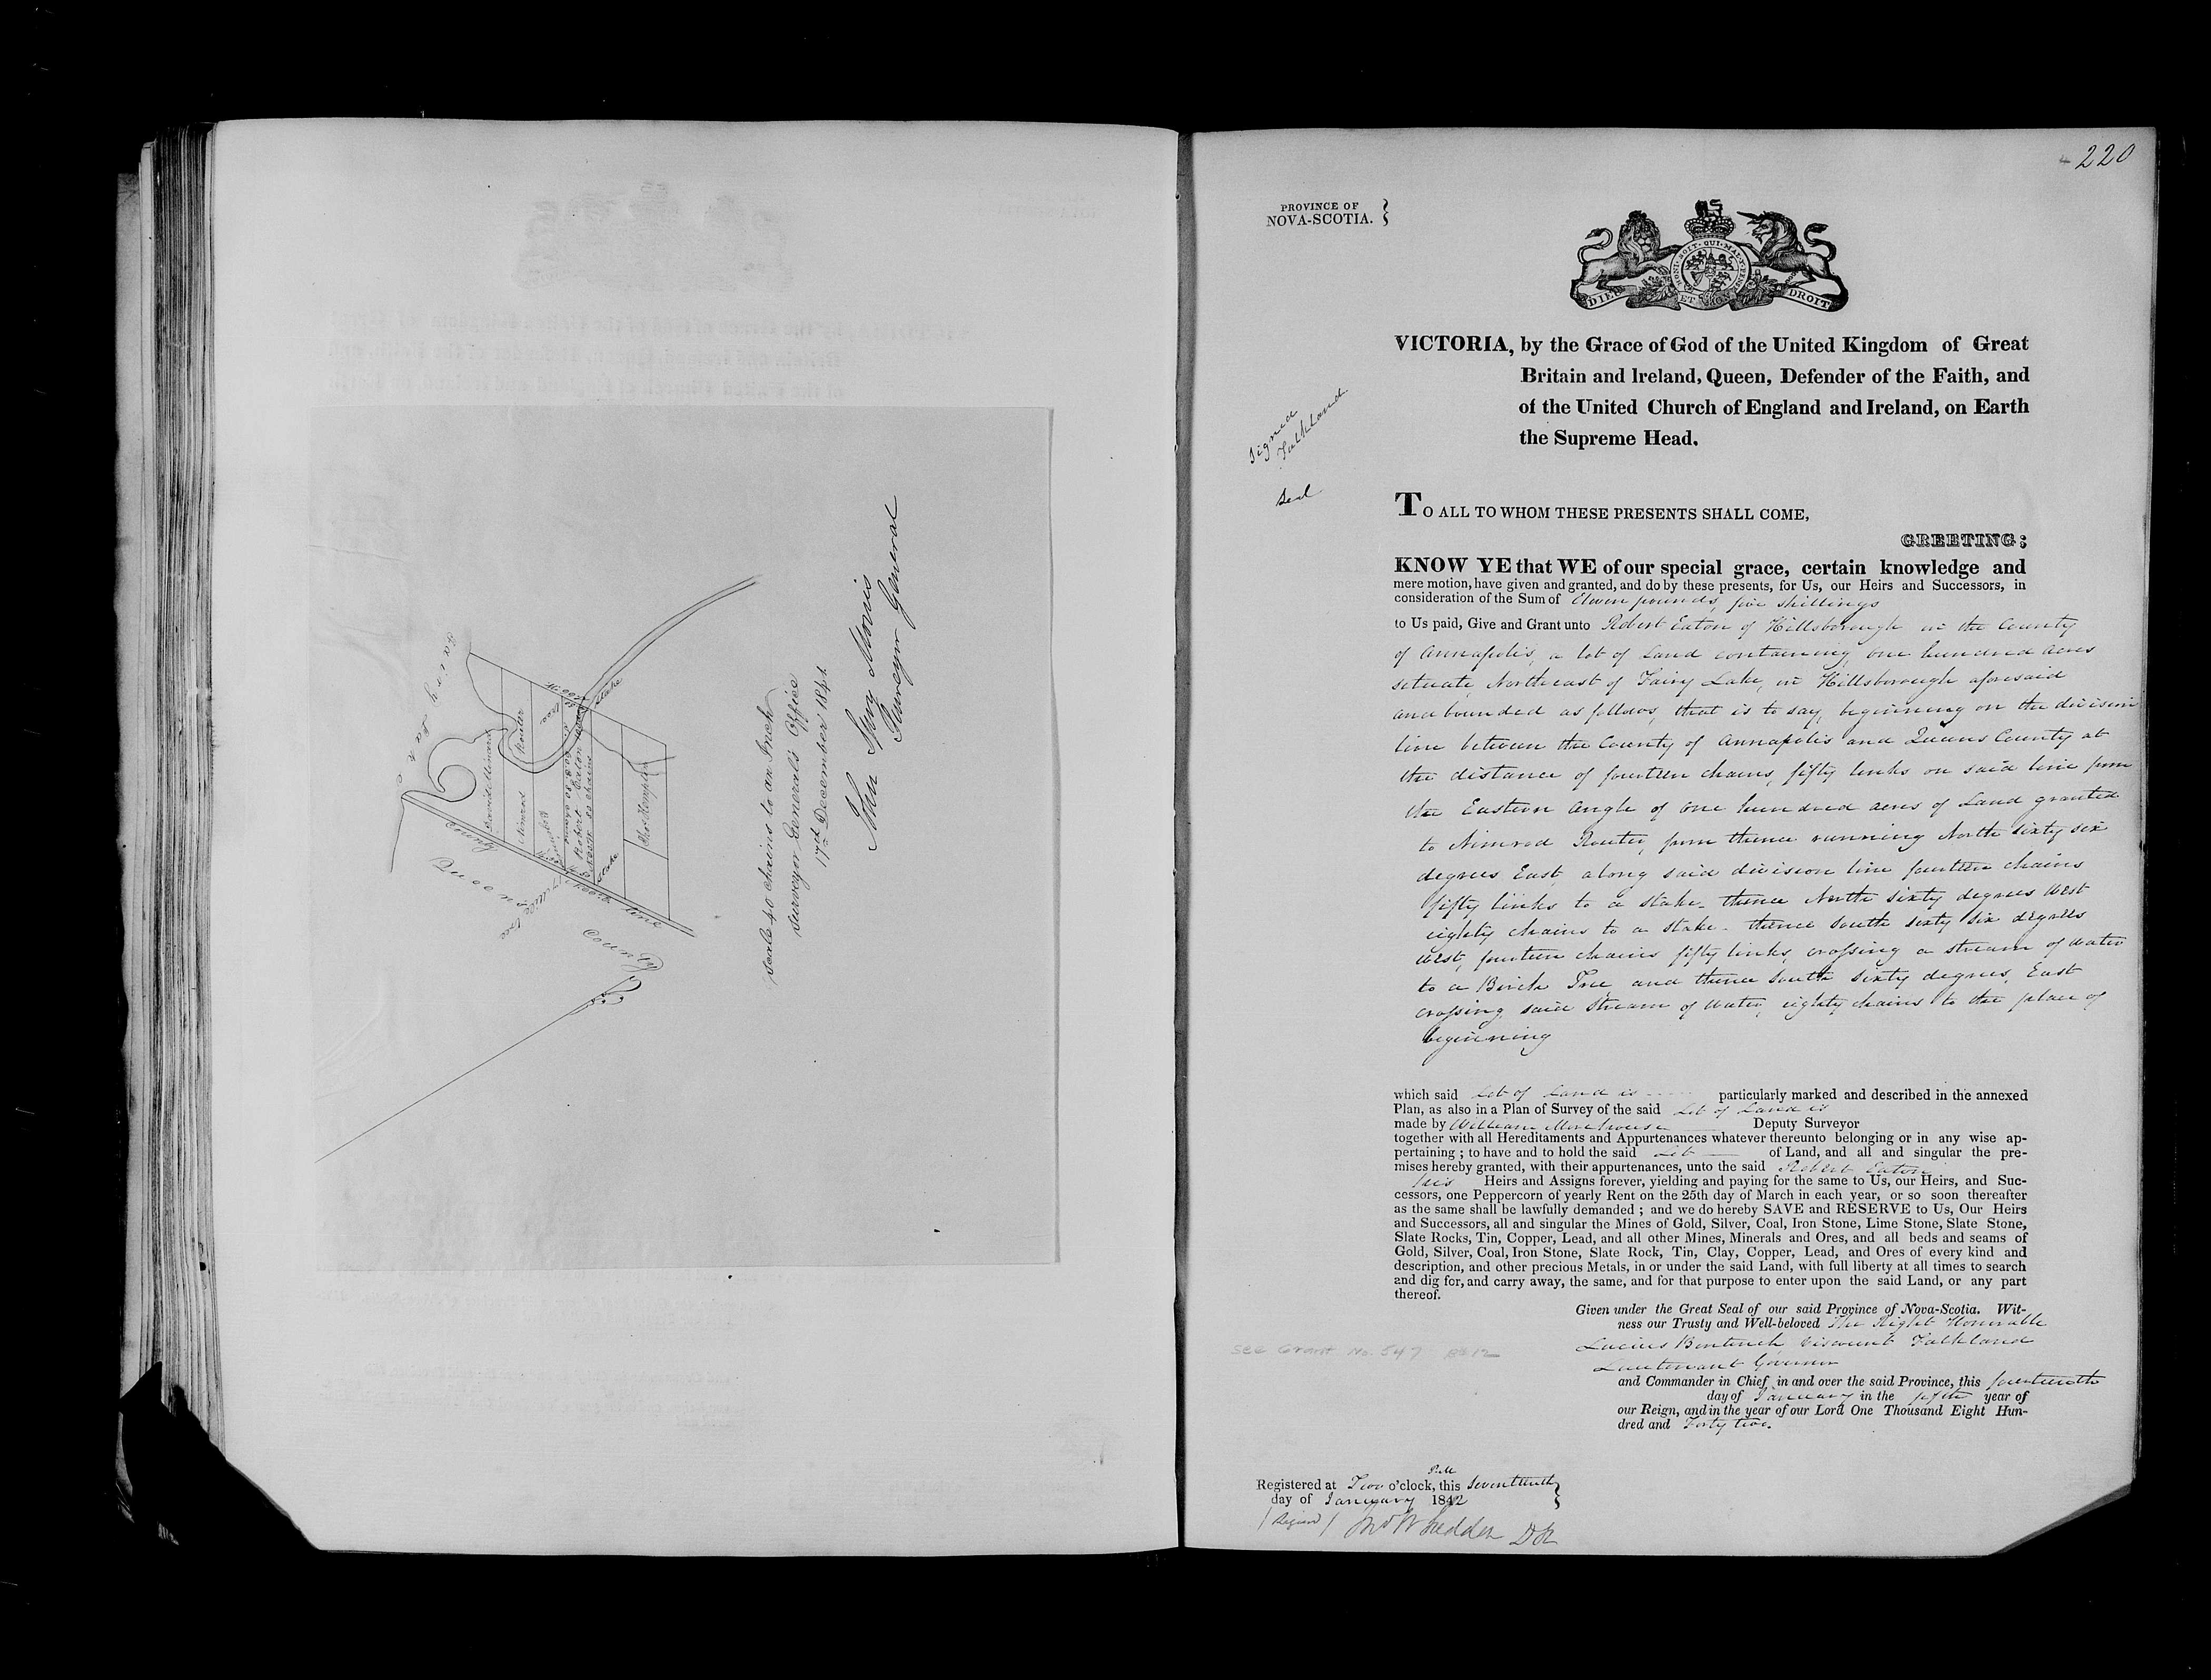 Fairy Lake
David Millward
Nimrod
Router
Robert Eaton
100 acres
80 chains
Stake
Stake
Thos Kempton
County
line
Queens County
Scale 40 chains to an Inch
Surveyor General's Office
17th December 1841
John Spry Morris
Surveyor General
220
PROVINCE OF
NOVA-SCOTIA.
DIEU ET MON DROIT
Signed
Falkland
Seal
VICTORIA, by the Grace of God of the United Kingdom of Great
Britain and Ireland, Queen, Defender of the Faith, and
of the United Church of England and Ireland, on Earth
the Supreme Head.
TO ALL TO WHOM THESE PRESENTS SHALL COME,
GREETING;
KNOW YE that WE of our special grace, certain knowledge and
mere motion, have given and granted, and do by these presents, for Us, our Heirs and Successors, in
consideration of the Sum of Eleven pounds, five shillings
to Us paid, Give and Grant unto Robert Eaton of Hillsborough in the County
of Annapolis, a lot of Land containing one hundred acres
situate Northeast of Fairy Lake, in Hillsborough aforesaid
and bounded as follows, that is to say, beginning on the division
line between the County of Annapolis and Queens County at
the distance of fourteen chains, fifty links on said line from
the Eastern angle of one hundred acres of Land granted
to Nimrod Router, from thence running North sixty six
degrees East, along said division line fourteen chains
fifty links to a stake - thence North sixty degrees West
eighty chains to a stake - thence South sixty six degrees
West, fourteen chains fifty links, crossing a stream of water
to a Birch Tree and thence South sixty degrees, East
crossing said stream of water, eighty chains to the place of
beginning
which said Lot of Land is particularly marked and described in the annexed
Plan, as also in a Plan of Survey of the said Lot of Land is
made by William Morehouse Deputy Surveyor
together with all Hereditaments and Appurtenances whatever thereunto belonging or in any wise ap-
pertaining ; to have and to hold the said Lot of Land, and all and singular the pre-
mises hereby granted, with their appurtenances, unto the said Robert Eaton
his Heirs and Assigns forever, yielding and paying for the same to Us, our Heirs, and Suc-
cessors, one Peppercorn of yearly Rent on the 25th day of March in each year, or so soon thereafter
as the same shall be lawfully demanded ; and we do hereby SAVE and RESERVE to Us, Our Heirs
and Successors, all and singular the Mines of Gold, Silver, Coal, Iron Stone, Lime Stone, Slate Stone,
Slate Rocks, Tin, Copper, Lead, and all other Mines, Minerals and Ores, and all beds and seams of
Gold, Silver, Coal, Iron Stone, Slate Rock, Tin, Clay, Copper, Lead, and Ores of every kind and
description, and other precious Metals, in or under the said Land, with full liberty at all times to search
and dig for, and carry away, the same, and for that purpose to enter upon the said Land, or any part
thereof.
Given under the Great Seal of our said Province of Nova-Scotia. Wit-
ness our Trusty and Well-beloved The Right Honorable
Lucius Bentinck Viscount Falkland
Lieutenant Governor
see Grant No. 547 Bk 12
and Commander in Chief in and over the said Province, this fourteenth
day of January in the fifth year of
our Reign, and in the year of our Lord One Thousand Eight Hun-
dred and Forty two.
P.M
Registered at Two o'clock, this Seventeenth
day of January 1842
/ Signed /